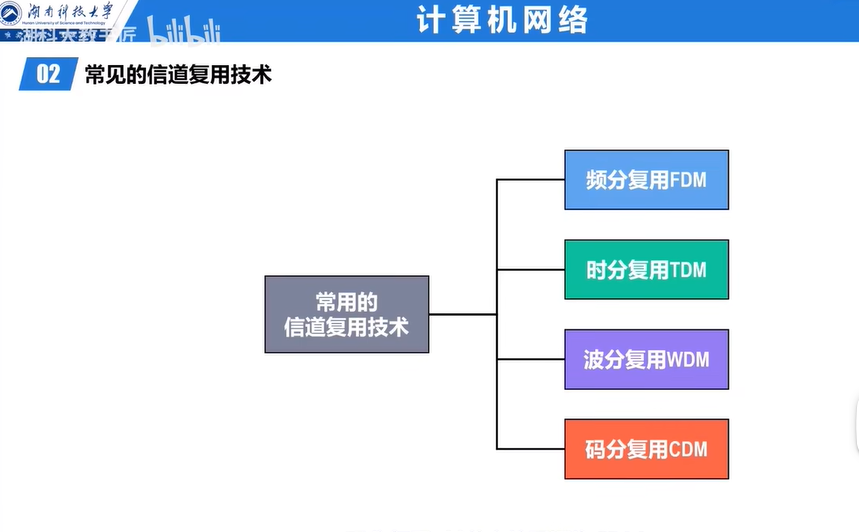 湖南科技大学
Hunan University of Science and Technology
计算机网络
湖科大教书匠
bilibili
02
常见的信道复用技术
频分复用FDM
时分复用TDM
常用的
信道复用技术
波分复用WDM
码分复用CDM